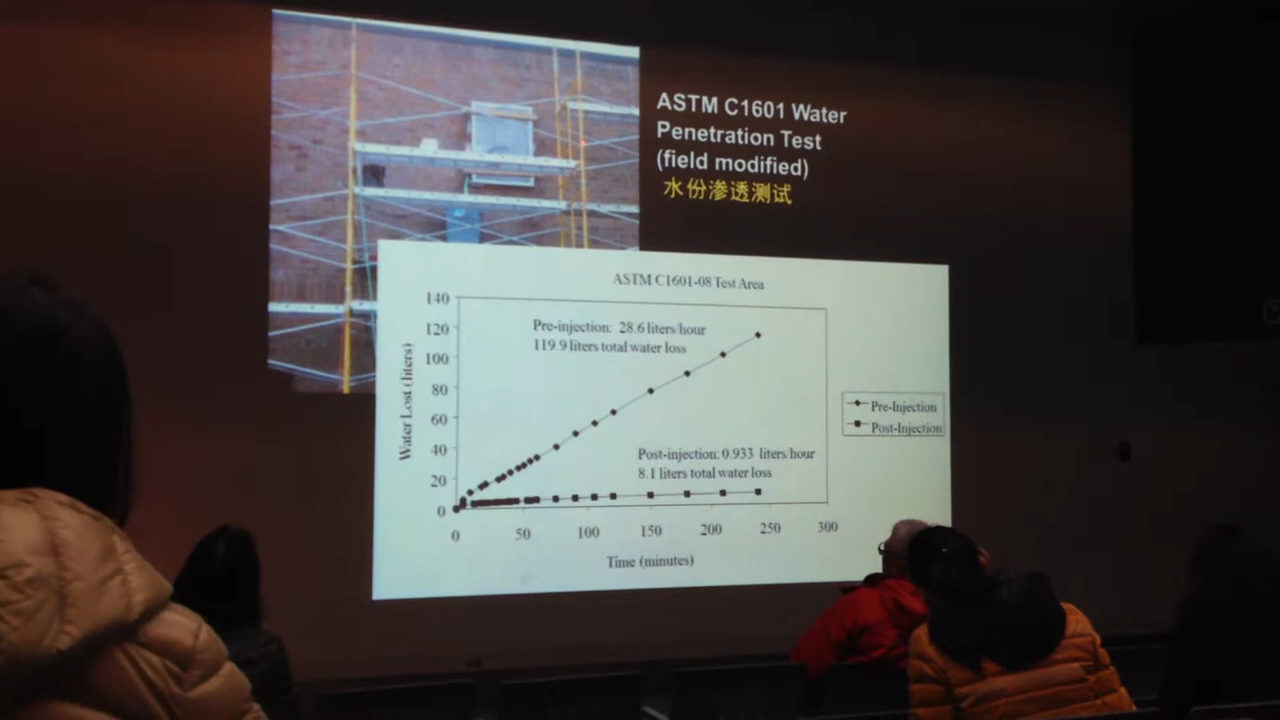 ASTM C1601 Water
Penetration Test
(field modified)
水份渗透测试
ASTM C1601-08 Test Area
140
120
100
80
60
40
20
0
Water Lost (liters)
Pre-injection: 28.6 liters/hour
119.9 liters total water loss
Post-injection: 0.933 liters/hour
8.1 liters total water loss
Pre-Injection
Post-Injection
0 50 100 150 200 250 300
Time (minutes)